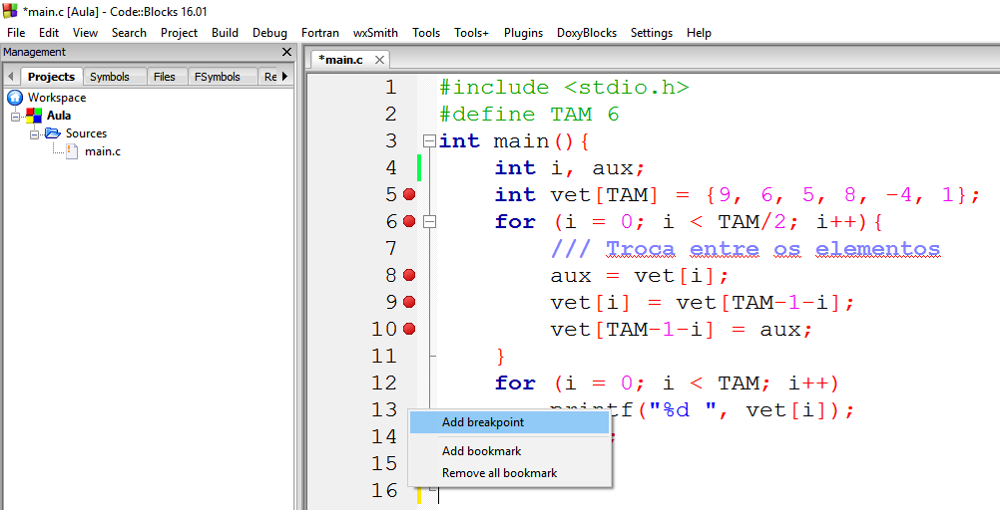 *main.c [Aula] - Code::Blocks 16.01
File Edit View Search Project Build Debug Fortran wxSmith Tools Tools+ Plugins DoxyBlocks Settings Help
Management
Projects Symbols Files FSymbols Re
Workspace
Aula
Sources
main.c
*main.c
1 #include <stdio.h>
2 #define TAM 6
3 int main(){
4 int i, aux;
5 int vet[TAM] = {9, 6, 5, 8, -4, 1};
6 for (i = 0; i < TAM/2; i++){
7 /// Troca entre os elementos
8 aux = vet[i];
9 vet[i] = vet[TAM-1-i];
10 vet[TAM-1-i] = aux;
11 }
12 for (i = 0; i < TAM; i++)
13 printf("%d ", vet[i]);
14 ;
15
16
Add breakpoint
Add bookmark
Remove all bookmark